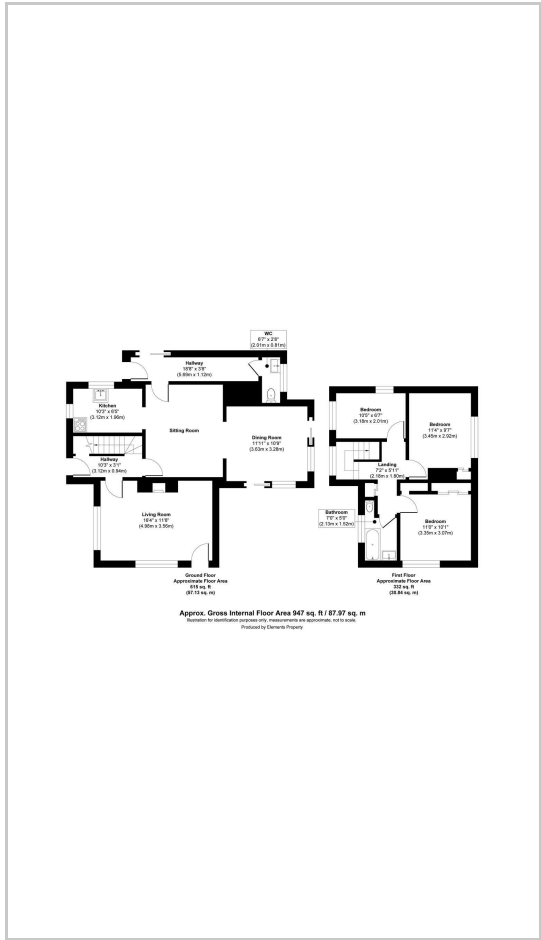 WC
6'7" x 2'8"
(2.01m x 0.81m)
Hallway
18'8" x 3'8"
(5.69m x 1.12m)
Kitchen
10'3" x 6'5"
(3.12m x 1.96m)
Sitting Room
Dining Room
11'11" x 10'9"
(3.63m x 3.28m)
Hallway
10'3" x 3'1"
(3.12m x 0.94m)
Living Room
16'4" x 11'8"
(4.98m x 3.56m)
Ground Floor
Approximate Floor Area
615 sq. ft
(57.13 sq. m)
Bedroom
10'5" x 6'7"
(3.18m x 2.01m)
Bedroom
11'4" x 9'7"
(3.45m x 2.92m)
Landing
7'2" x 5'11"
(2.18m x 1.80m)
Bathroom
7'0" x 5'0"
(2.13m x 1.52m)
Bedroom
11'0" x 10'1"
(3.35m x 3.07m)
First Floor
Approximate Floor Area
332 sq. ft
(30.84 sq. m)
Approx. Gross Internal Floor Area 947 sq. ft / 87.97 sq. m
Illustration for identification purposes only, measurements are approximate, not to scale.
Produced by Elements Property